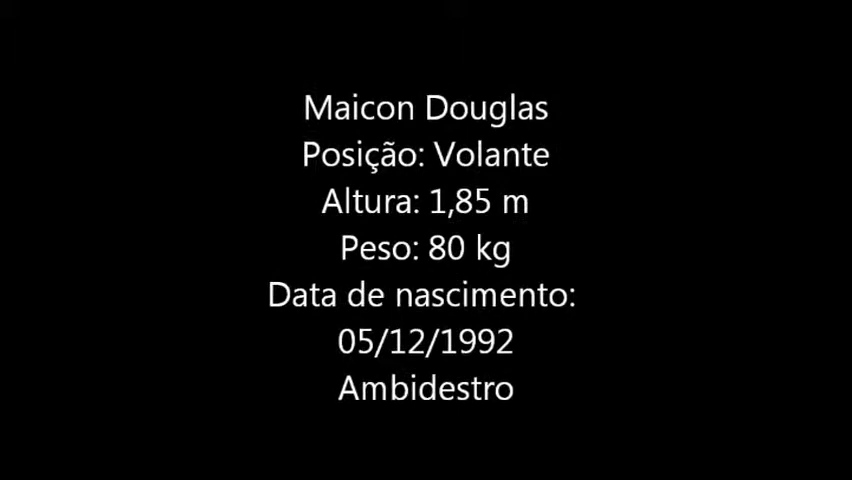 Maicon Douglas
Posição: Volante
Altura: 1,85 m
Peso: 80 kg
Data de nascimento:
05/12/1992
Ambidestro